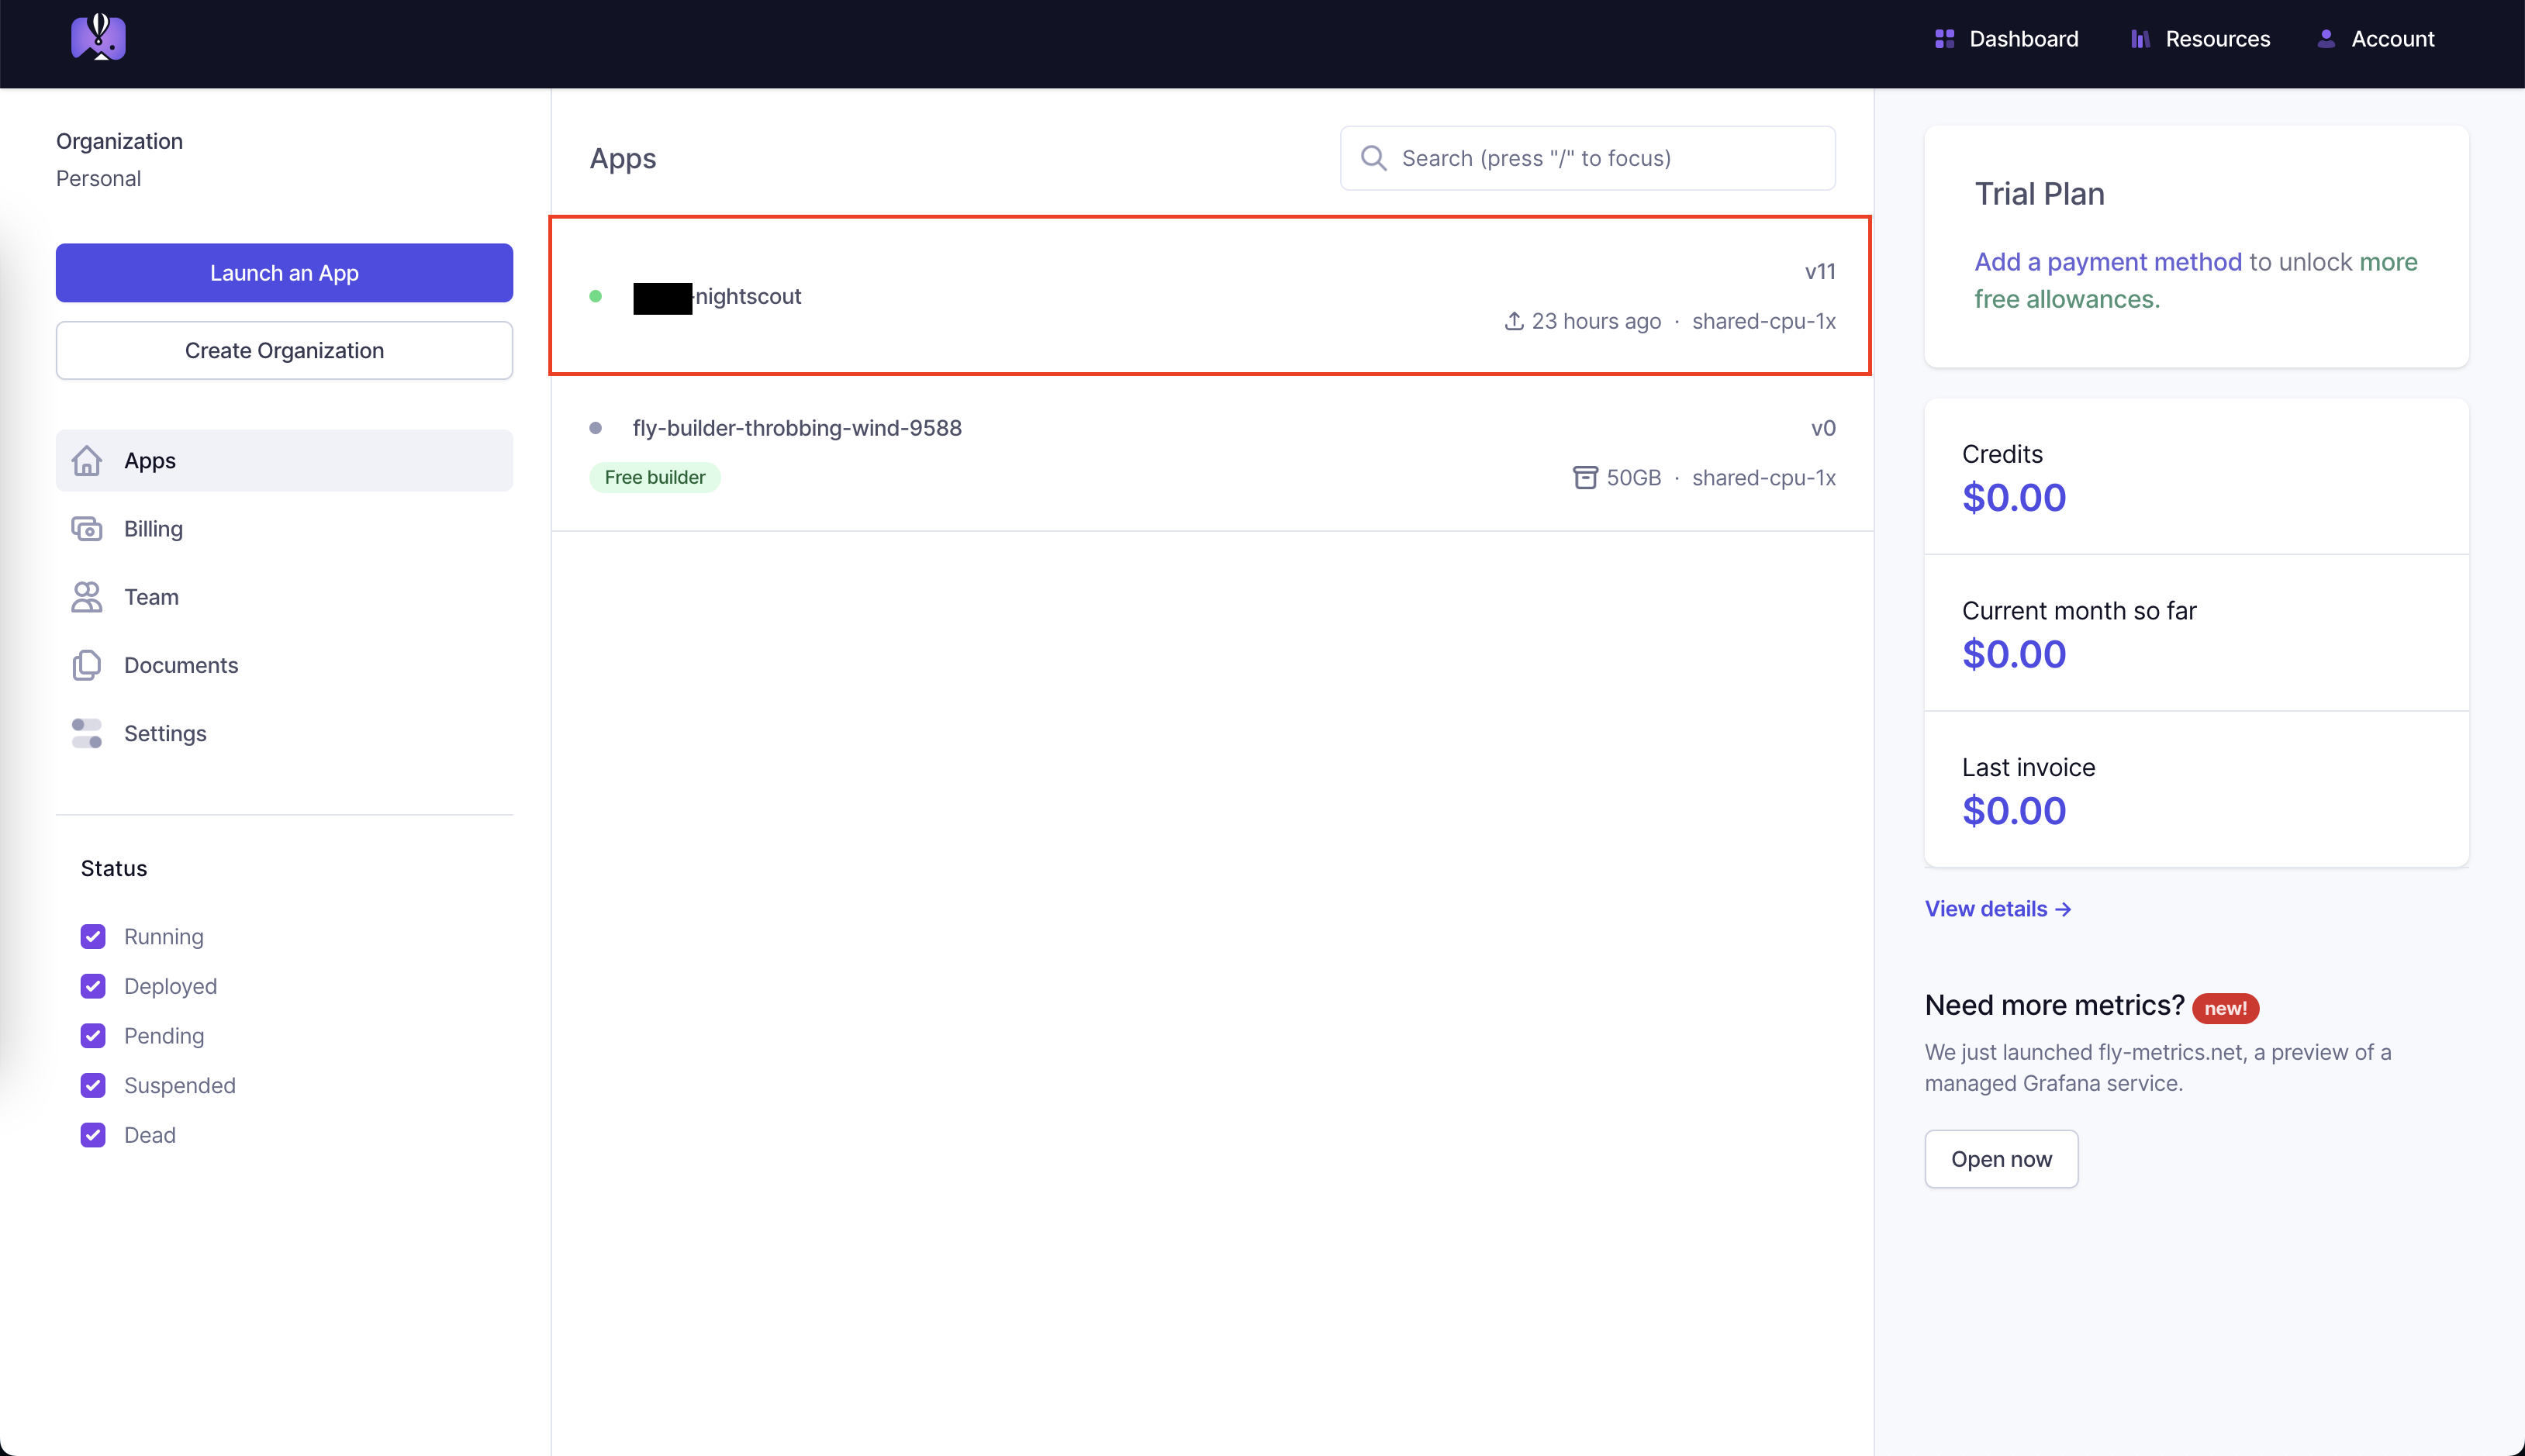 Dashboard
Resources
Account
Organization
Personal
Launch an App
Create Organization
Apps
Billing
Team
Documents
Settings
Status
Running
Deployed
Pending
Suspended
Dead
Apps
Search (press "/" to focus)
-nightscout
v11
23 hours ago · shared-cpu-1x
fly-builder-throbbing-wind-9588
v0
Free builder
50GB · shared-cpu-1x
Trial Plan
Add a payment method to unlock more
free allowances.
Credits
$0.00
Current month so far
$0.00
Last invoice
$0.00
View details →
Need more metrics? new!
We just launched fly-metrics.net, a preview of a
managed Grafana service.
Open now